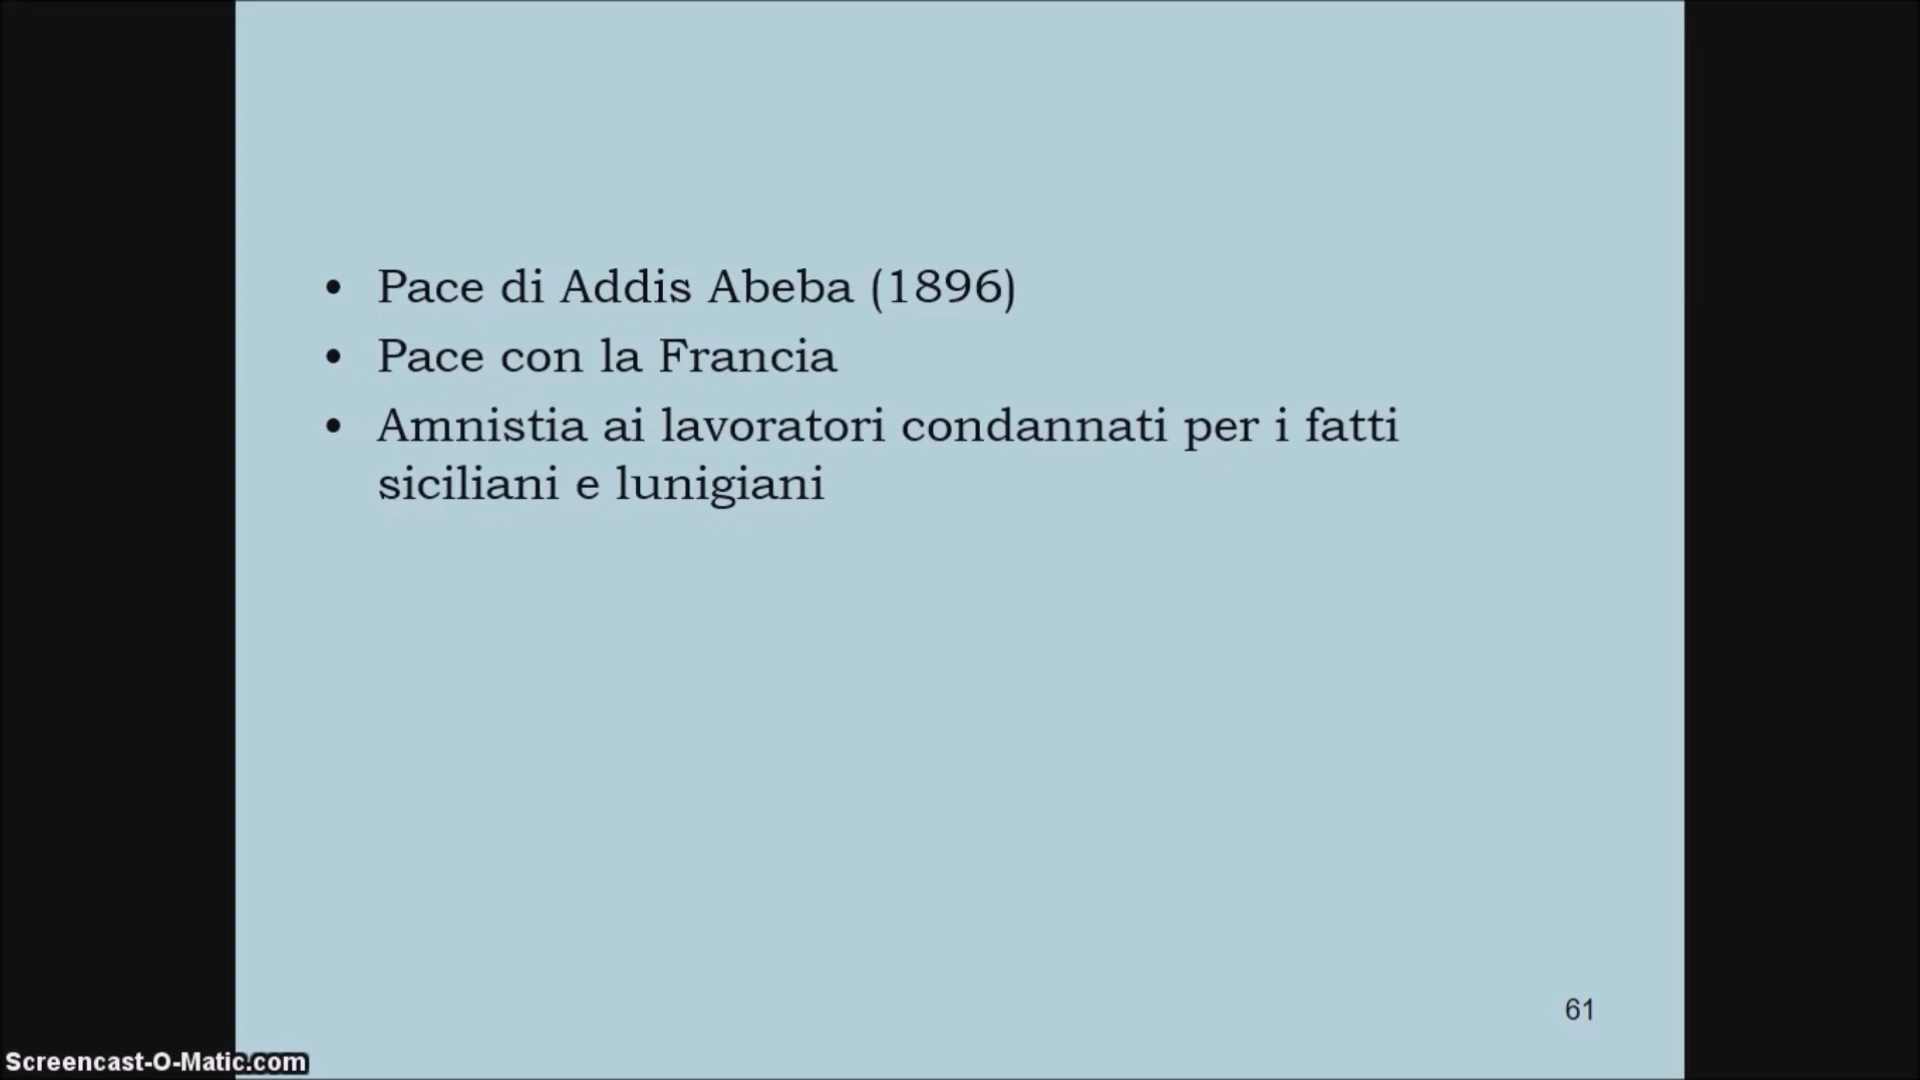 • Pace di Addis Abeba (1896)
• Pace con la Francia
• Amnistia ai lavoratori condannati per i fatti
siciliani e lunigiani
61
Screencast-O-Matic.com